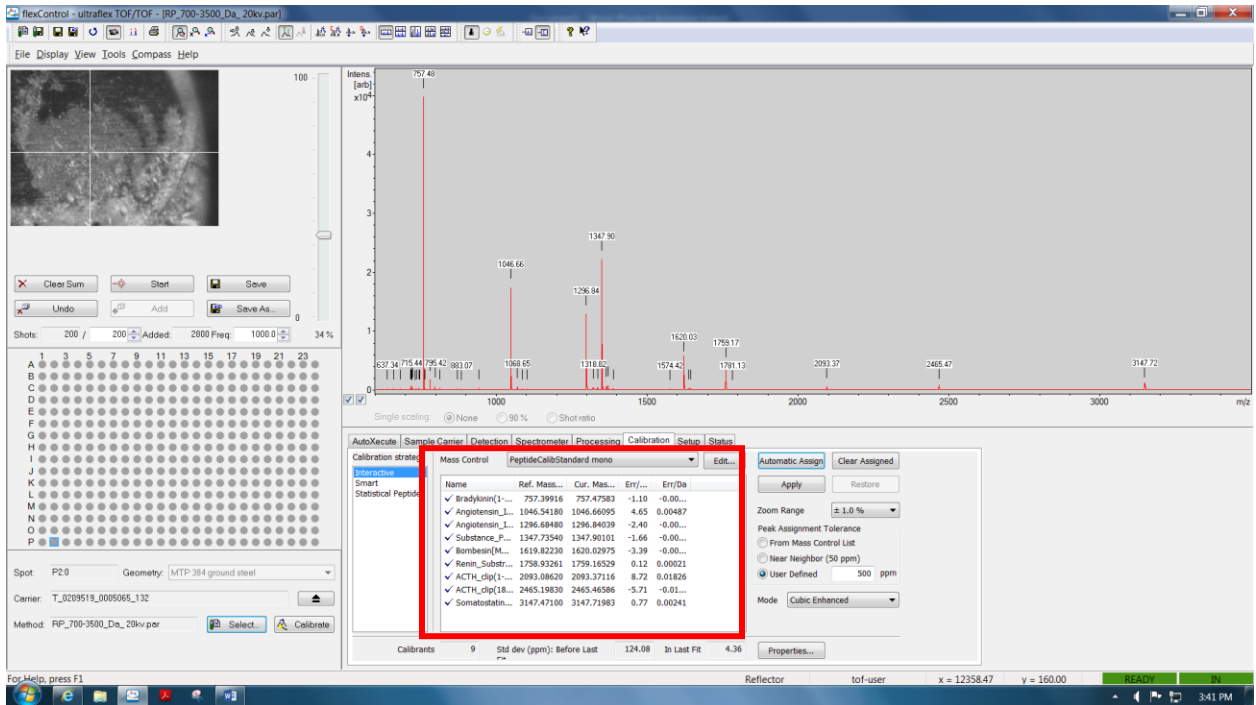 flexControl - ultraflex TOF/TOF - [RP_700-3500_Da_ 20kv.par]
File Display View Tools Compass Help
100
0
Clear Sum Start Save
Undo Add Save As...
Shots: 200 / 200 Added: 2800 Freq: 1000.0 34 %
1 3 5 7 9 11 13 15 17 19 21 23
A
B
C
D
E
F
G
H
I
J
K
L
M
N
O
P
Spot: P2:0 Geometry: MTP 384 ground steel
Carrier: T_0209519_0005065_132
Method: RP_700-3500_Da_ 20kv.par Select... Calibrate
Intens.
[arb]
x10^4
757.48
4
3
1347.90
1046.66
2
1296.84
1
1620.03
1759.17
637.34 715.44 795.42 883.07 1068.65 1318.82 1574.42 1781.13 2093.37 2465.47 3147.72
0
1000 1500 2000 2500 3000 m/z
Single scaling: None 90 % Shot ratio
AutoXecute Sample Carrier Detection Spectrometer Processing Calibration Setup Status
Calibration strateg
Interactive
Smart
Statistical Peptide
Mass Control PeptideCalibStandard mono Edit...
Name Ref. Mass... Cur. Mas... Err/... Err/Da
Bradykinin(1-... 757.39916 757.47583 -1.10 -0.00...
Angiotensin_I... 1046.54180 1046.66095 4.65 0.00487
Angiotensin_I... 1296.68480 1296.84039 -2.40 -0.00...
Substance_P... 1347.73540 1347.90101 -1.66 -0.00...
Bombesin[M... 1619.82230 1620.02975 -3.39 -0.00...
Renin_Substr... 1758.93261 1759.16529 0.12 0.00021
ACTH_clip(1-... 2093.08620 2093.37116 8.72 0.01826
ACTH_clip(18... 2465.19830 2465.46586 -5.71 -0.01...
Somatostatin... 3147.47100 3147.71983 0.77 0.00241
Calibrants 9 Std dev (ppm): Before Last 124.08 In Last Fit 4.36
Automatic Assign Clear Assigned
Apply Restore
Zoom Range ± 1.0 %
Peak Assignment Tolerance
From Mass Control List
Near Neighbor (50 ppm)
User Defined 500 ppm
Mode Cubic Enhanced
Properties...
For Help, press F1
Reflector tof-user x = 12358.47 y = 160.00 READY IN
3:41 PM